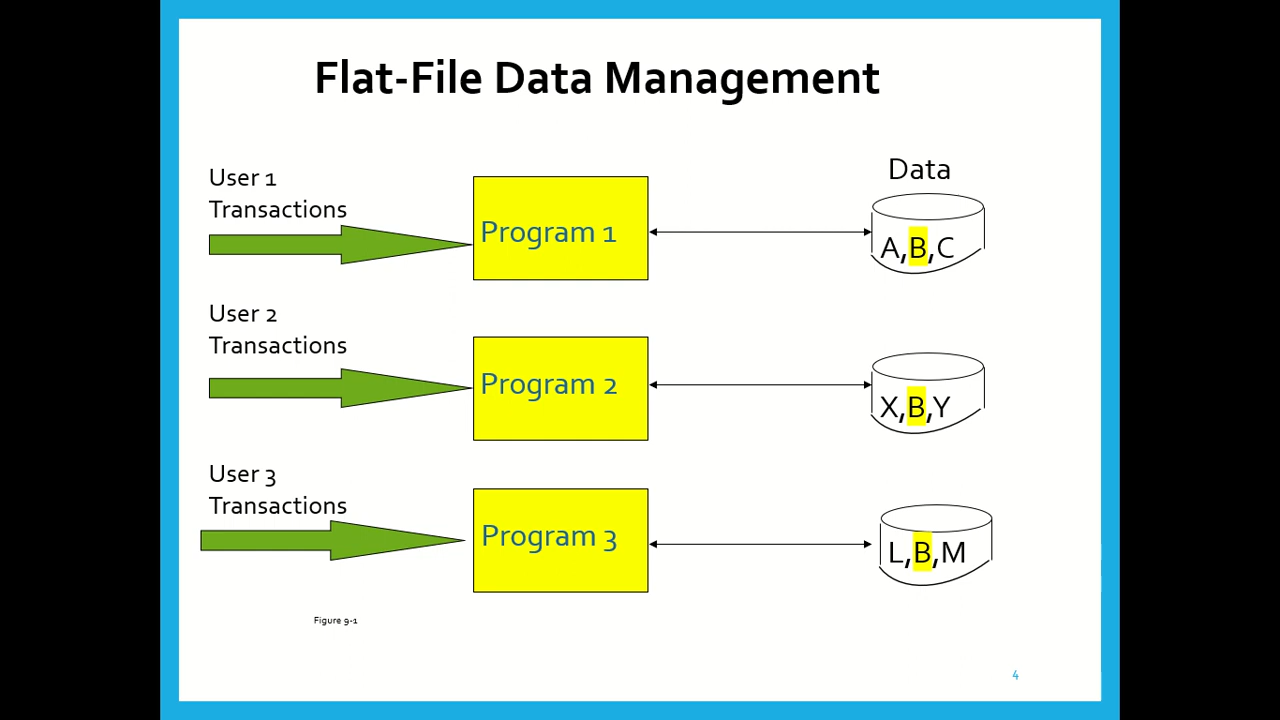 Flat-File Data Management
Data
User 1
Transactions
Program 1
A,B,C
User 2
Transactions
Program 2
X,B,Y
User 3
Transactions
Program 3
L,B,M
Figure 9-1
4